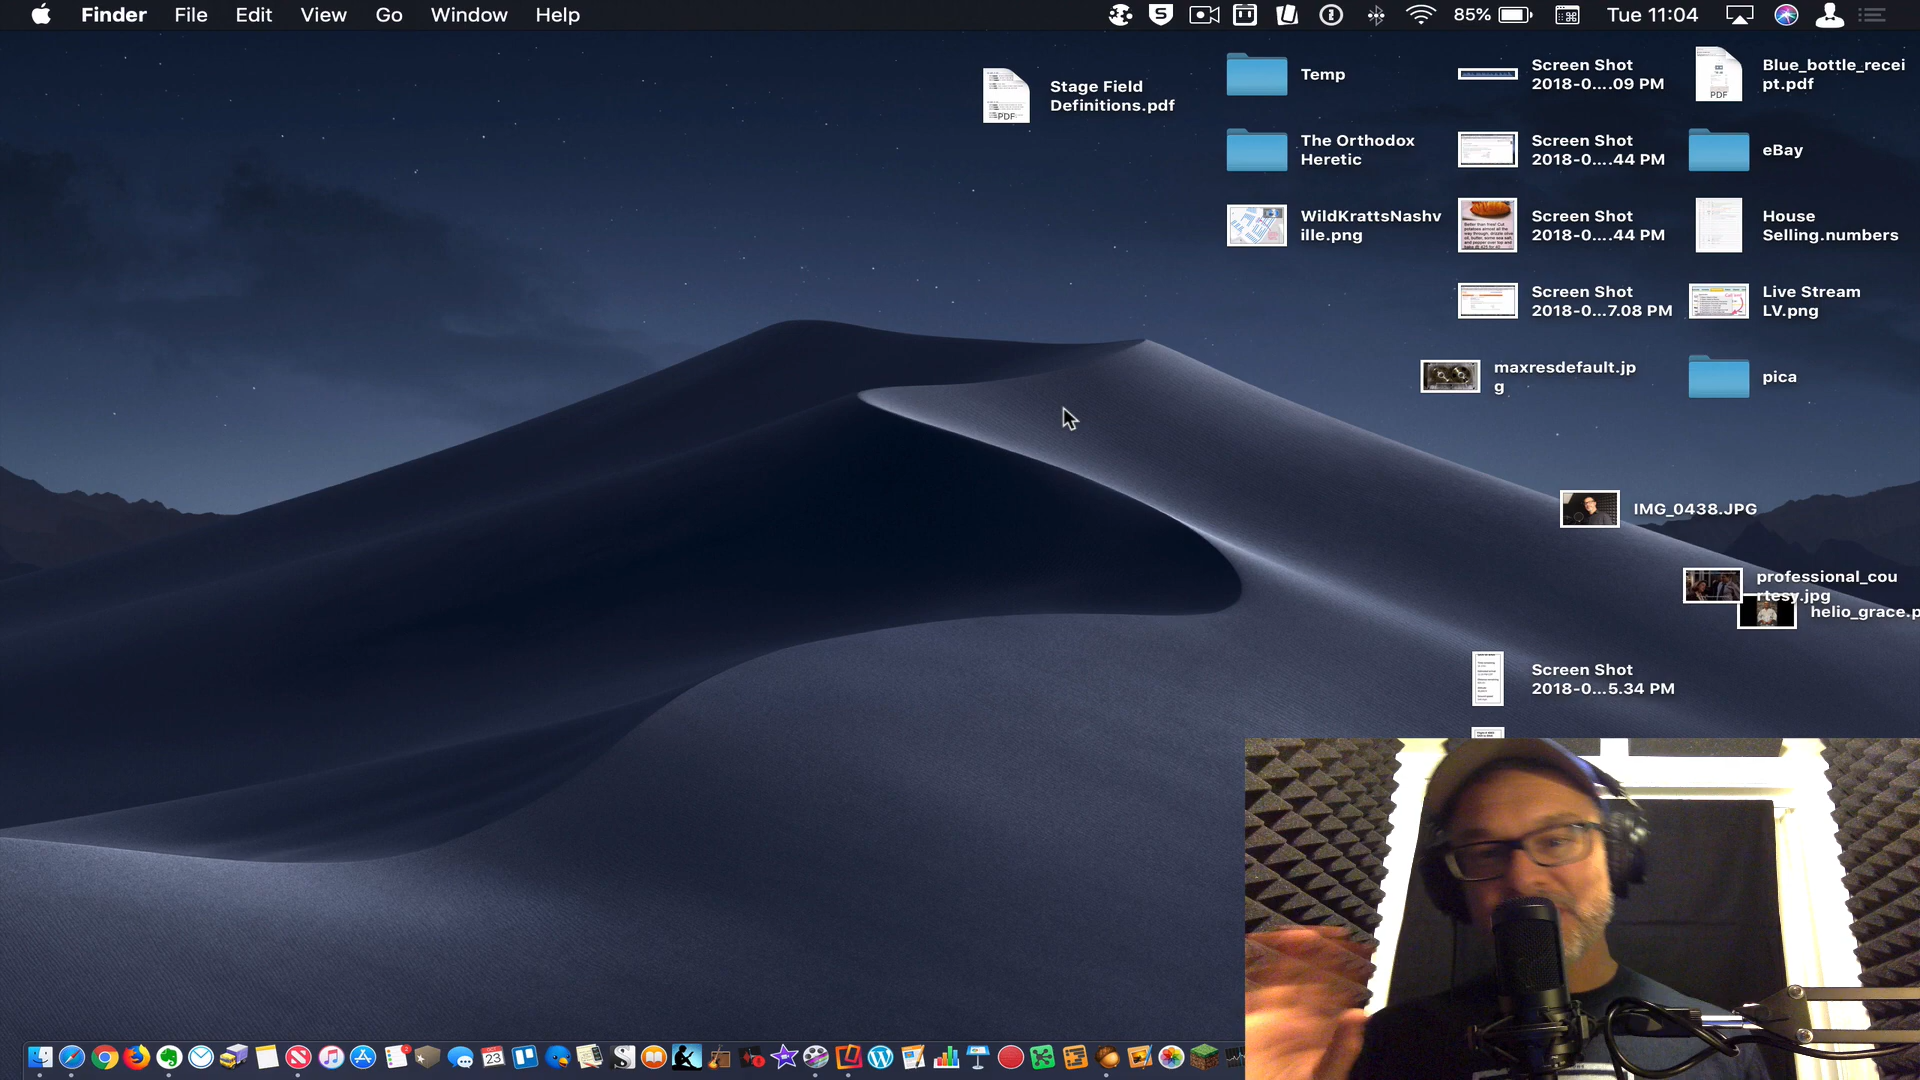 Finder File Edit View Go Window Help 85% Tue 11:04
Stage Field
Definitions.pdf
PDF
Temp
The Orthodox
Heretic
WildKrattsNashv
ille.png
Screen Shot
2018-0....09 PM
Screen Shot
2018-0....44 PM
Screen Shot
2018-0....44 PM
Screen Shot
2018-0...7.08 PM
maxresdefault.jp
g
Blue_bottle_recei
pt.pdf
PDF
eBay
House
Selling.numbers
Live Stream
LV.png
pica
IMG_0438.JPG
professional_cou
rtesy.jpg
helio_grace.p
Screen Shot
2018-0...5.34 PM
23